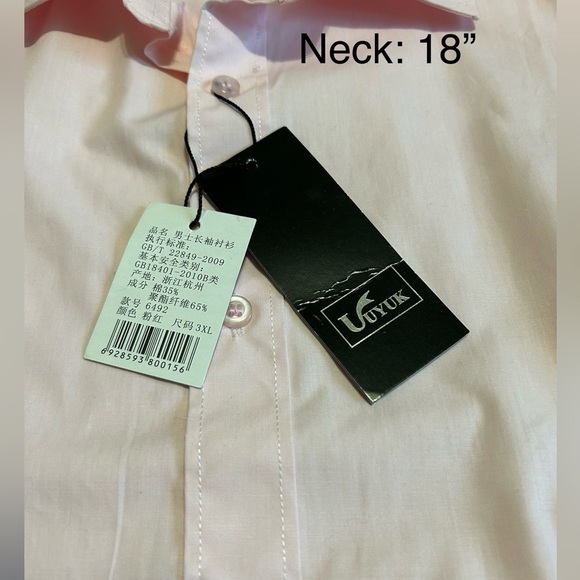 Neck: 18”
品名 男士长袖衬衫
执行标准:
GB/T 22849-2009
基本安全类别:
GB18401-2010B类
产地: 浙江杭州
成分 棉35%
聚酯纤维65%
款号 6492
颜色 粉红 尺码 3XL
6928593 800156
UUYUK